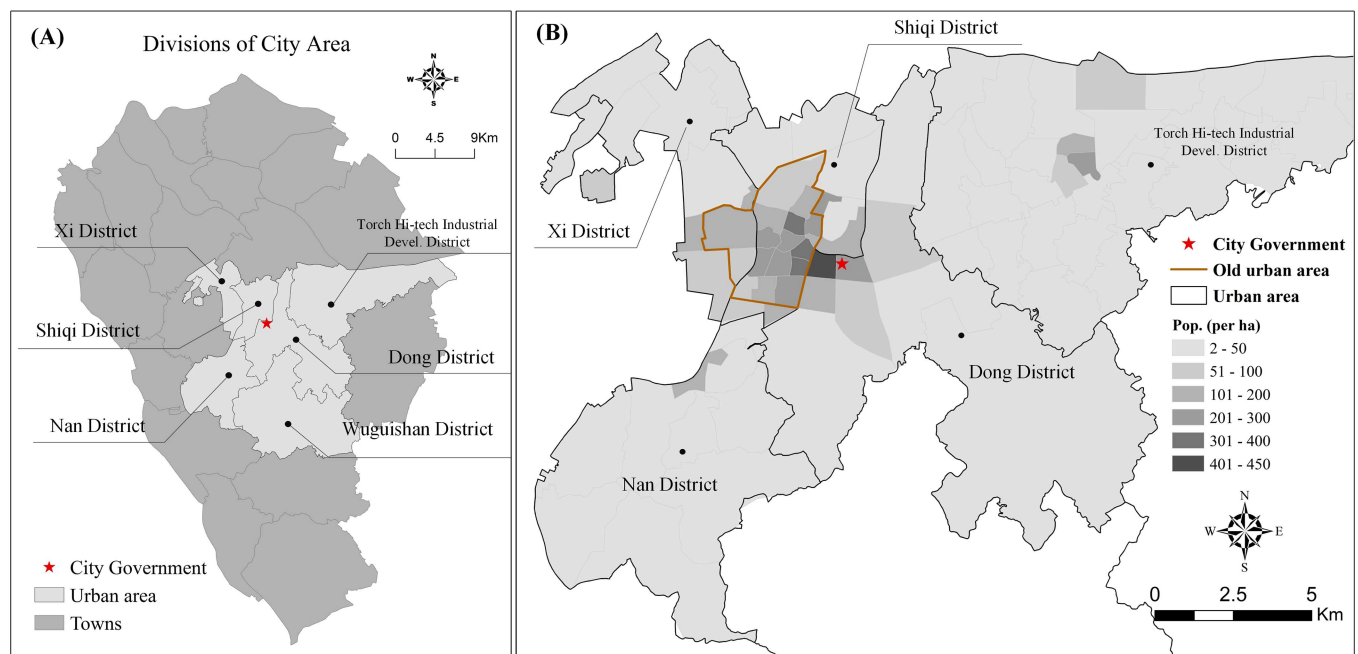 (A)
Divisions of City Area
N
W E
S
0 4.5 9Km
Torch Hi-tech Industrial
Devel. District
Xi District
Shiqi District
Dong District
Nan District
Wuguishan District
City Government
Urban area
Towns
(B)
Shiqi District
Torch Hi-tech Industrial
Devel. District
Xi District
City Government
Old urban area
Urban area
Pop. (per ha)
2 - 50
51 - 100
101 - 200
201 - 300
301 - 400
401 - 450
Dong District
Nan District
N
W E
S
0 2.5 5
Km